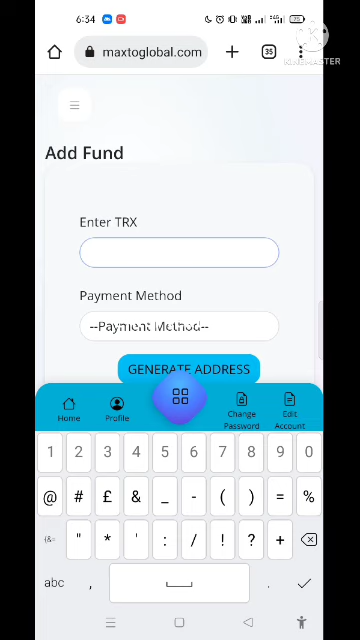 6:34
75
maxtoglobal.com
35
KINEMASTER
Add Fund
Enter TRX
Payment Method
--Payment Method--
GENERATE ADDRESS
Home
Profile
Change
Password
Edit
Account
1 2 3 4 5 6 7 8 9 0
@ # £ & _ - ( ) = %
{&= " * ' : / ! ? +
abc , .